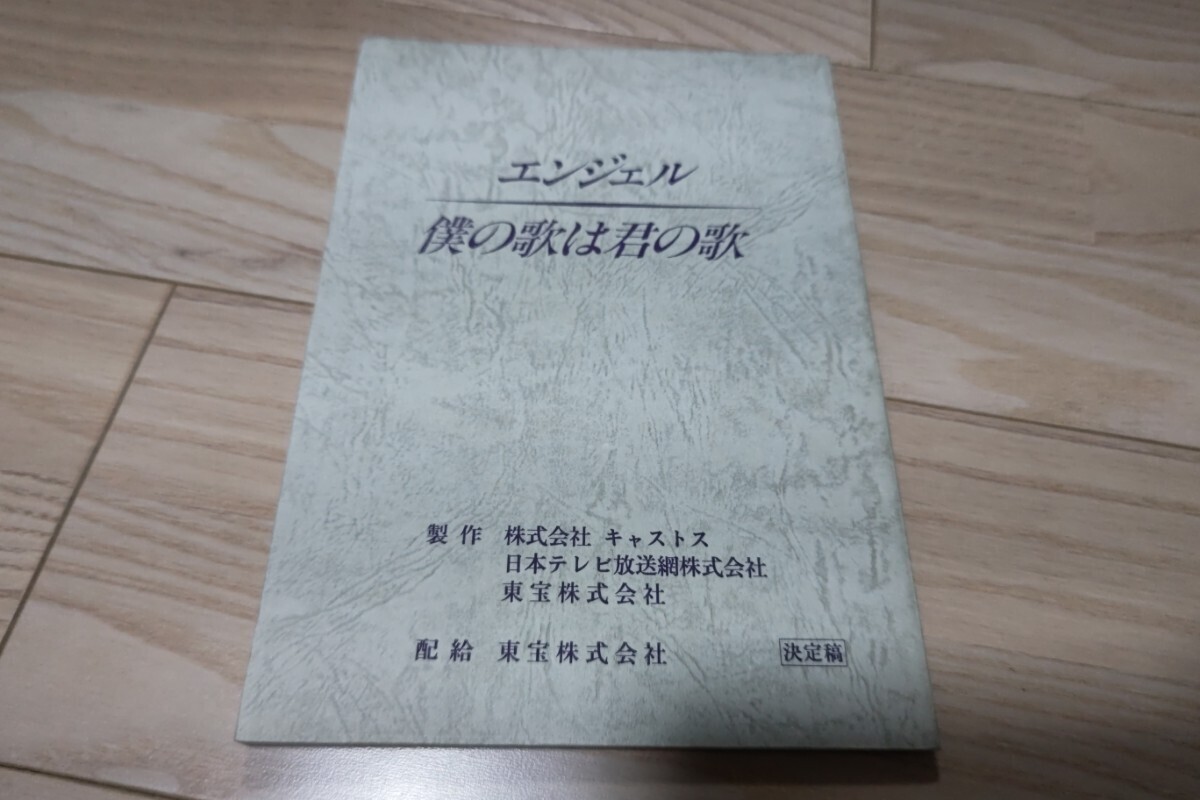 エンジェル
僕の歌は君の歌
製作 株式会社 キャストス
日本テレビ放送網株式会社
東宝株式会社
配給 東宝株式会社
決定稿